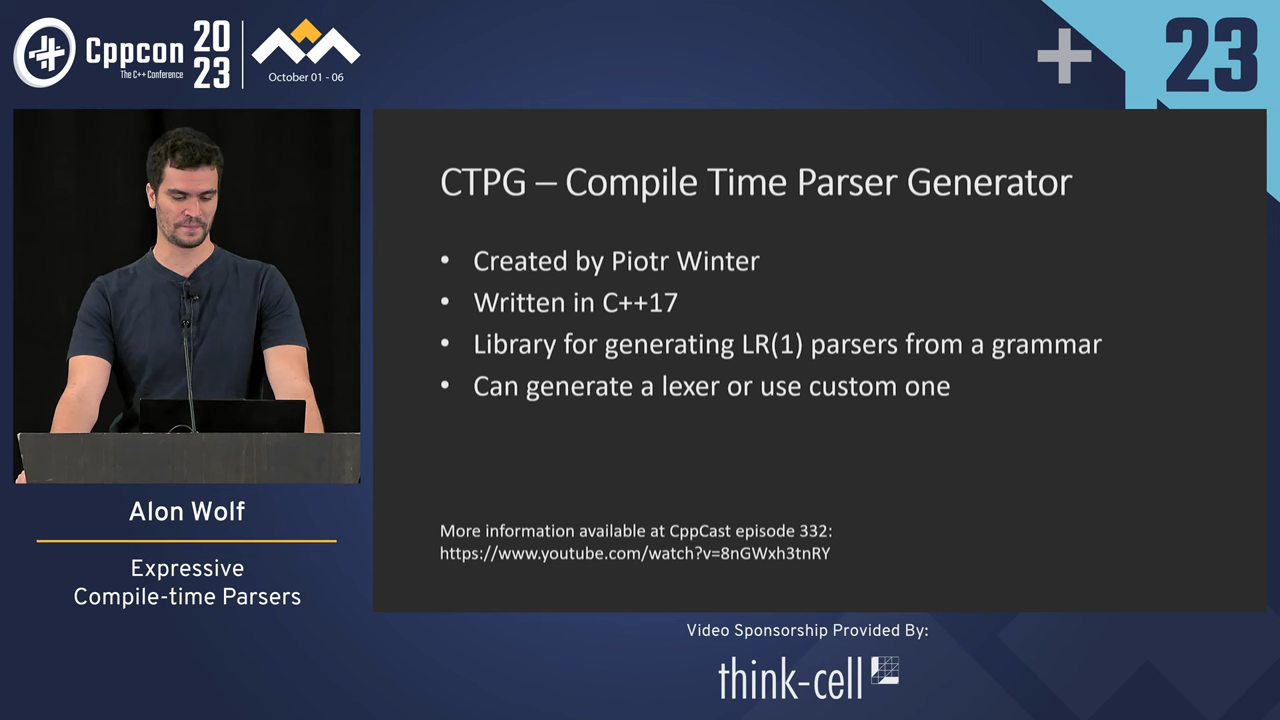 Cppcon
The C++ Conference
20
23
October 01 - 06
23
CTPG – Compile Time Parser Generator
• Created by Piotr Winter
• Written in C++17
• Library for generating LR(1) parsers from a grammar
• Can generate a lexer or use custom one
More information available at CppCast episode 332:
https://www.youtube.com/watch?v=8nGWxh3tnRY
Alon Wolf
Expressive
Compile-time Parsers
Video Sponsorship Provided By:
think-cell